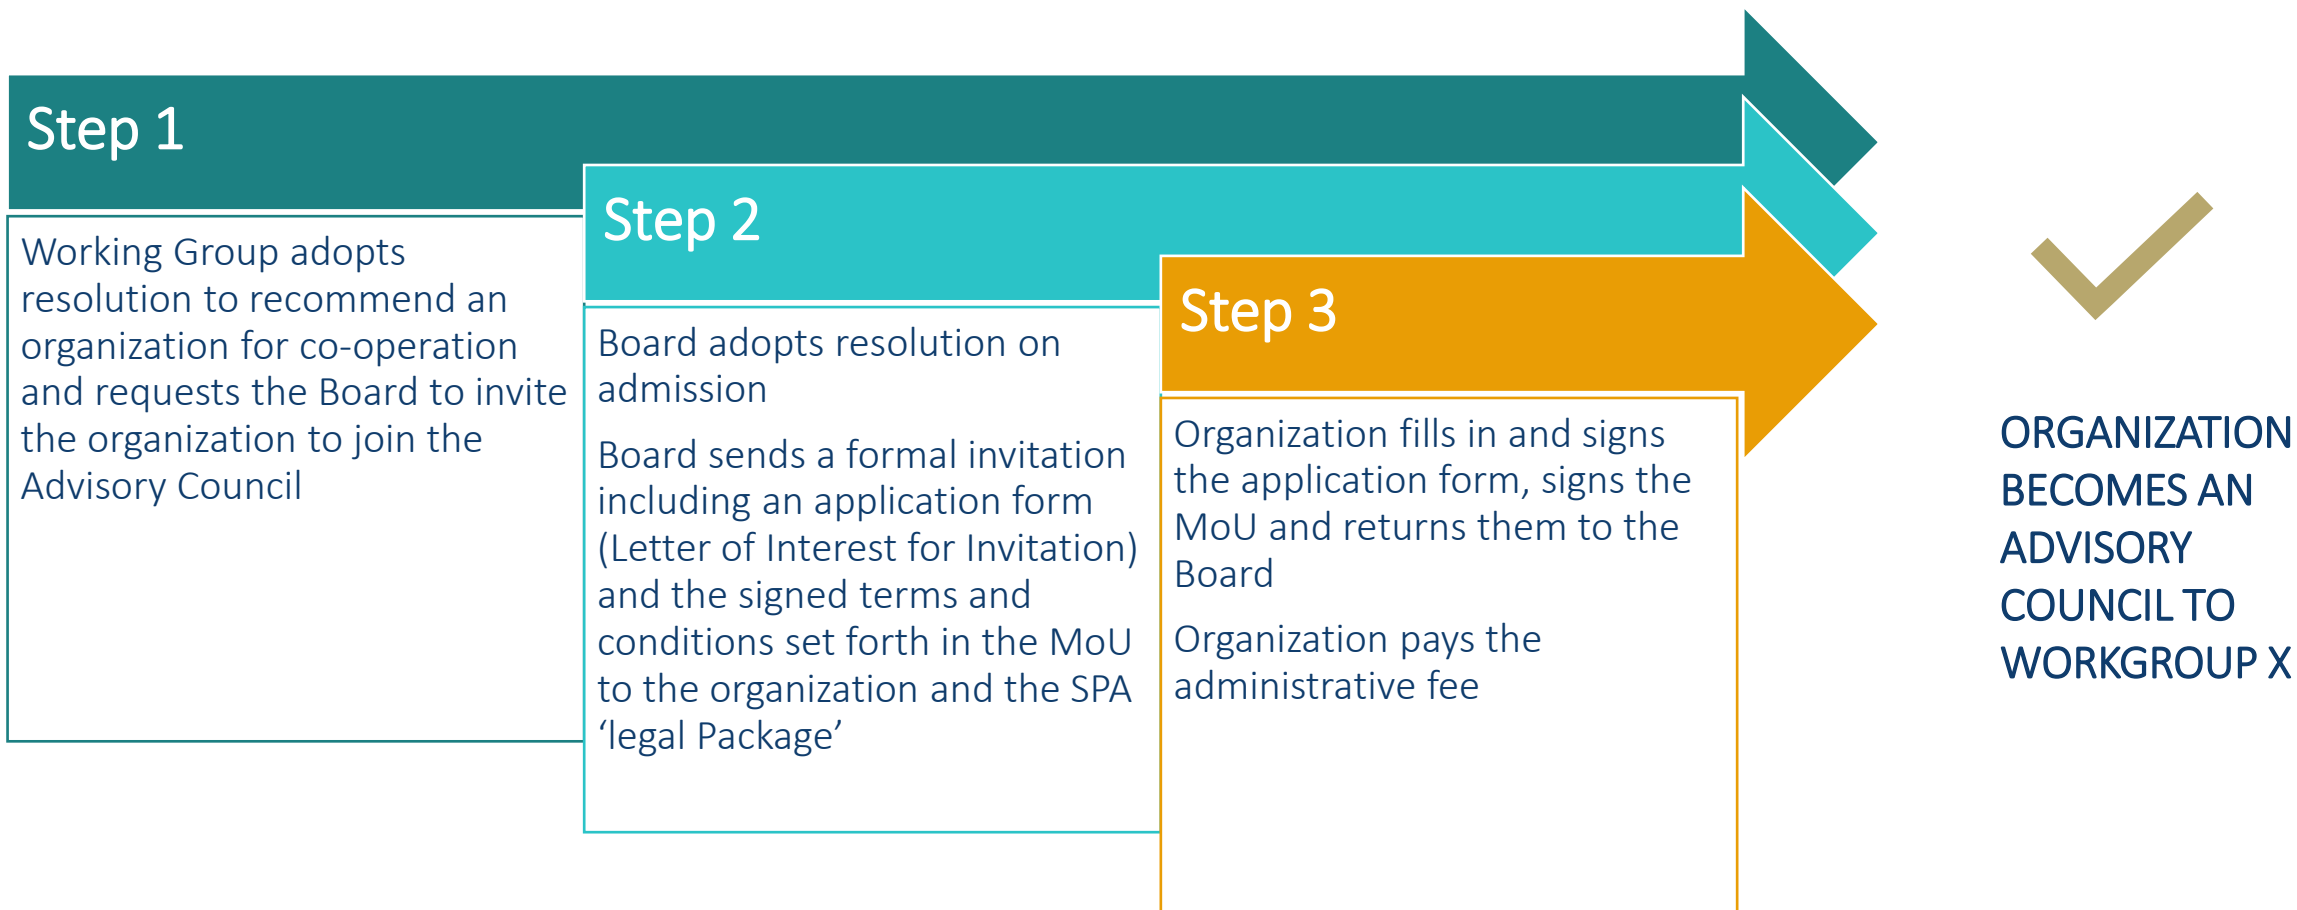 Step 1
Working Group adopts
resolution to recommend an
organization for co-operation
and requests the Board to invite
the organization to join the
Advisory Council
Step 2
Board adopts resolution on
admission
Board sends a formal invitation
including an application form
(Letter of Interest for Invitation)
and the signed terms and
conditions set forth in the MoU
to the organization and the SPA
‘legal Package’
Step 3
Organization fills in and signs
the application form, signs the
MoU and returns them to the
Board
Organization pays the
administrative fee
ORGANIZATION
BECOMES AN
ADVISORY
COUNCIL TO
WORKGROUP X